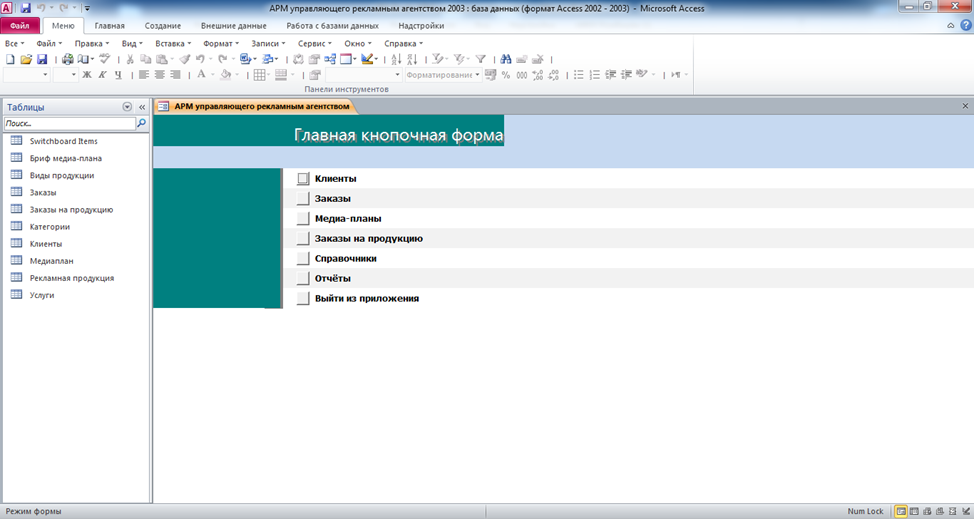 АРМ управляющего рекламным агентством 2003 : база данных (формат Access 2002 - 2003) - Microsoft Access
Файл Меню Главная Создание Внешние данные Работа с базами данных Надстройки
Все Файл Правка Вид Вставка Формат Записи Сервис Окно Справка
Ж К Ч Форматировани
Панели инструментов
Таблицы
АРМ управляющего рекламным агентством
Поиск...
Главная кнопочная форма
Switchboard Items
Бриф медиа-плана
Виды продукции
Заказы
Заказы на продукцию
Категории
Клиенты
Медиаплан
Рекламная продукция
Услуги
Клиенты
Заказы
Медиа-планы
Заказы на продукцию
Справочники
Отчёты
Выйти из приложения
Режим формы
Num Lock